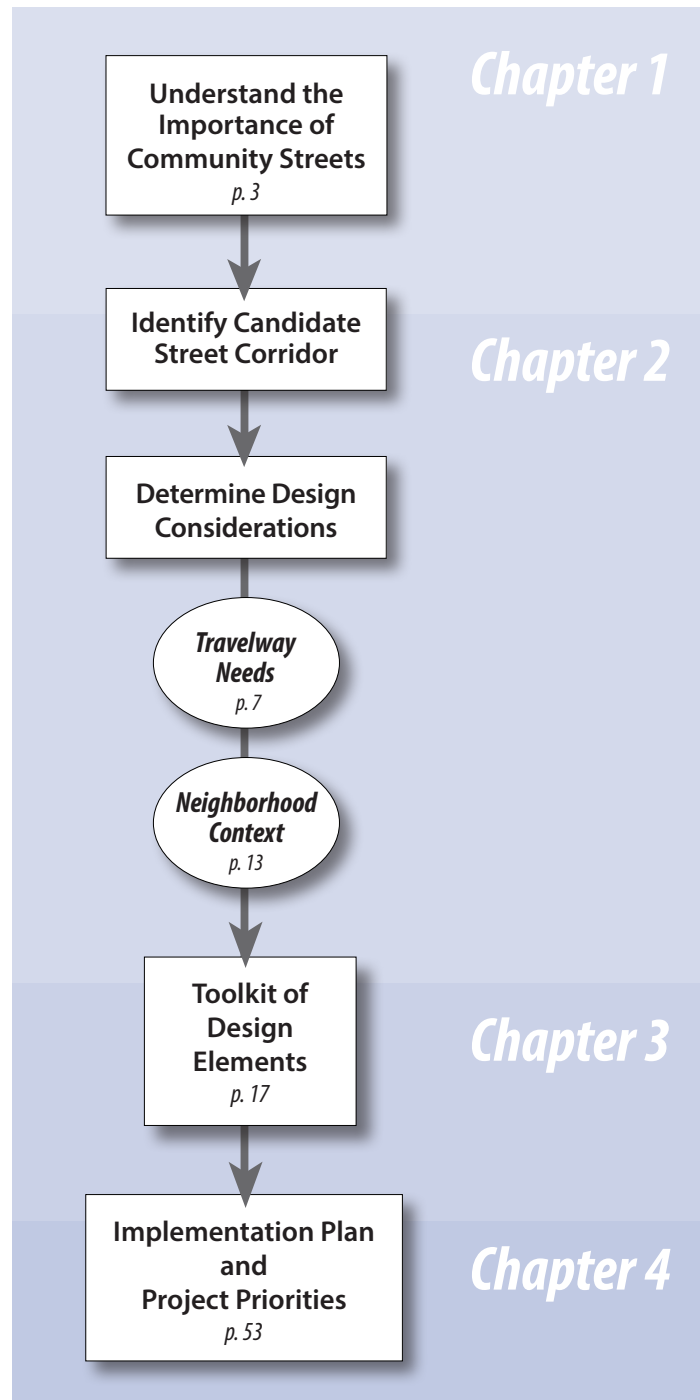 Chapter 1
Understand the
Importance of
Community Streets
p. 3
Identify Candidate
Street Corridor
Chapter 2
Determine Design
Considerations
Travelway
Needs
p. 7
Neighborhood
Context
p. 13
Toolkit of
Design
Elements
p. 17
Chapter 3
Implementation Plan
and
Project Priorities
p. 53
Chapter 4